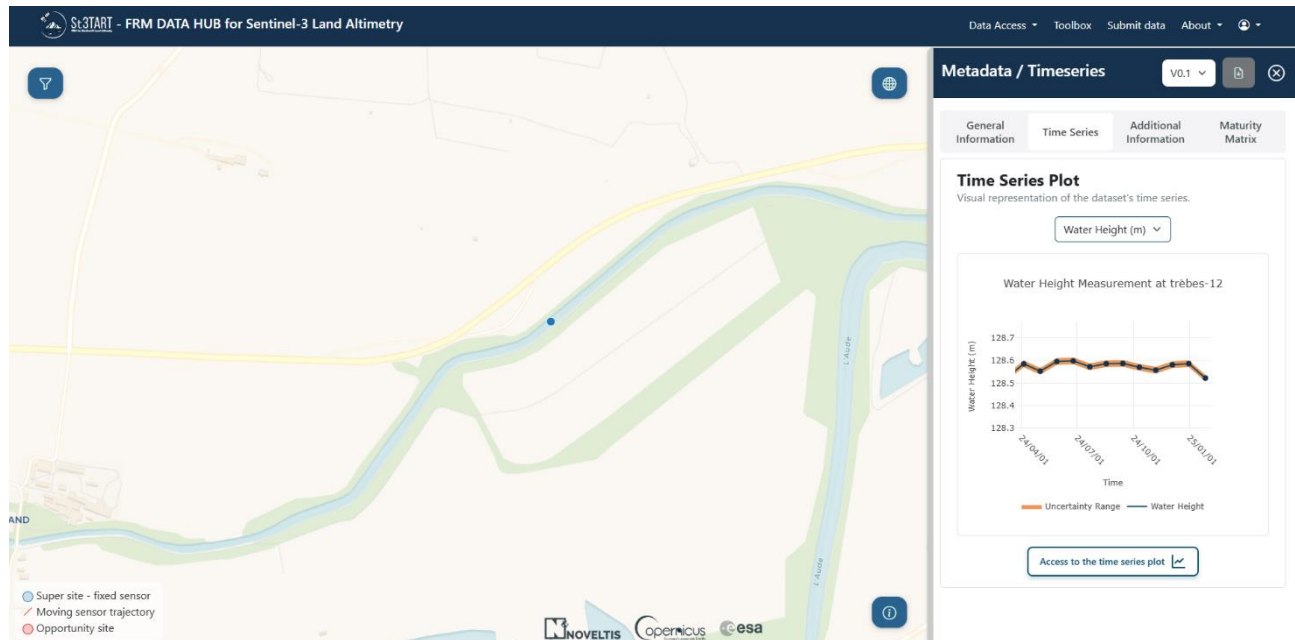 St3TART - FRM DATA HUB for Sentinel-3 Land Altimetry
Data Access Toolbox Submit data About
Metadata / Timeseries
V0.1
General Information
Time Series
Additional Information
Maturity Matrix
Time Series Plot
Visual representation of the dataset's time series.
Water Height (m)
Water Height Measurement at trèbes-12
Water Height (m)
128.7
128.6
128.5
128.4
128.3
24/04/01
24/07/01
24/10/01
25/01/01
Time
Uncertainty Range Water Height
Access to the time series plot
L'Aude
L'Aude
AND
Super site - fixed sensor
Moving sensor trajectory
Opportunity site
NOVELTIS
opernicus
esa